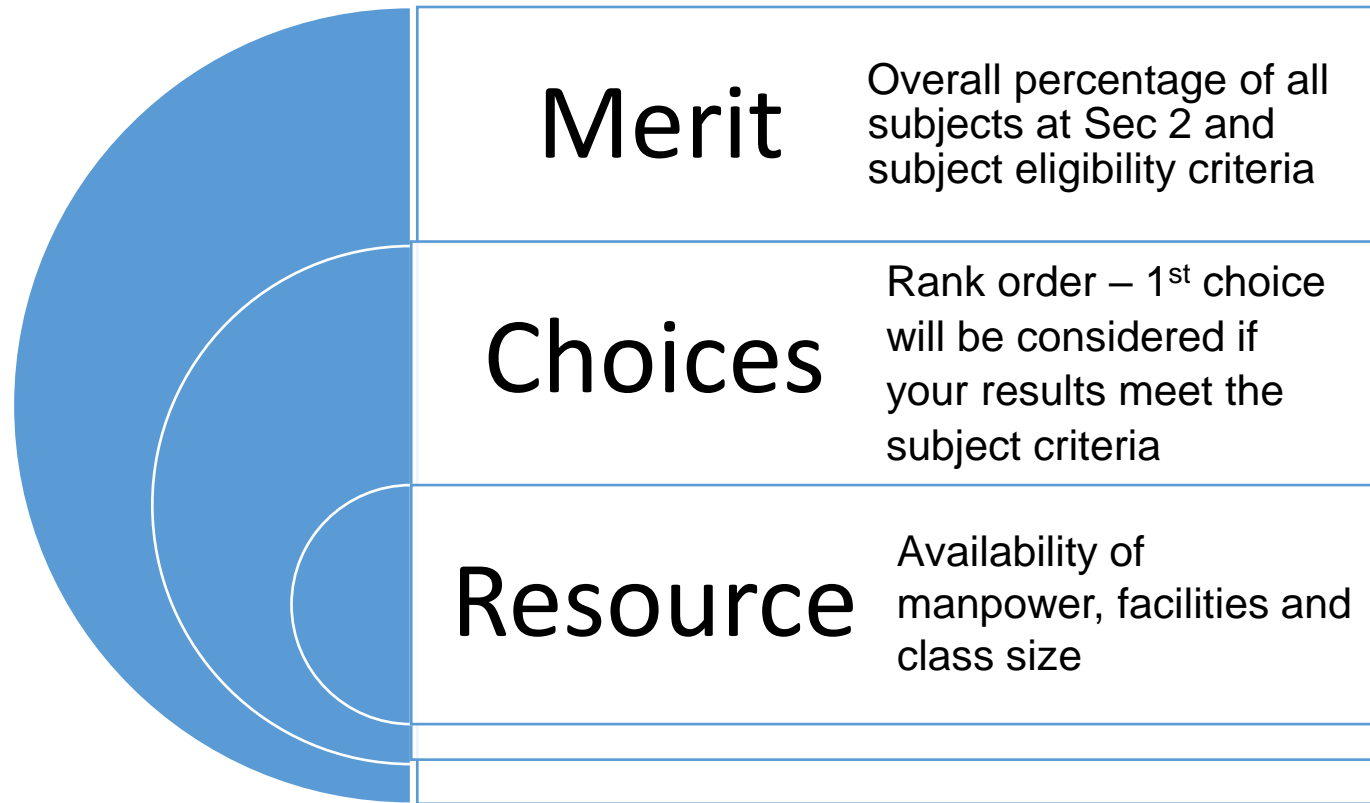 Merit
Overall percentage of all
subjects at Sec 2 and
subject eligibility criteria
Choices
Rank order – 1st choice
will be considered if
your results meet the
subject criteria
Resource
Availability of
manpower, facilities and
class size